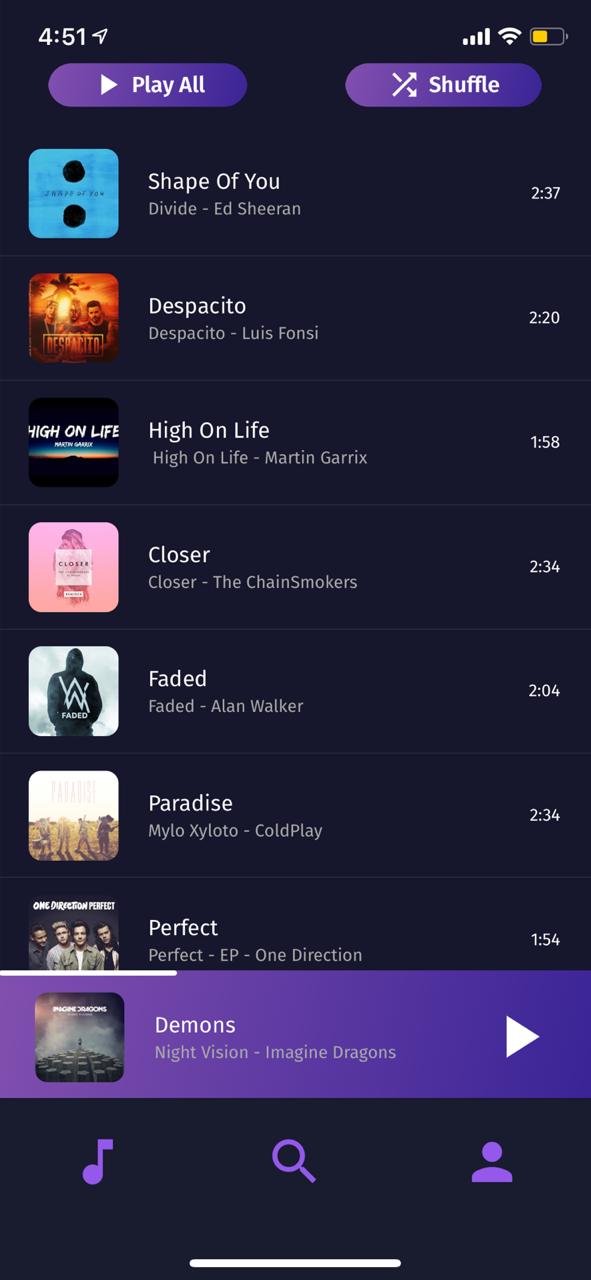 4:51
Play All
Shuffle
SHAPE OF YOU
Shape Of You
Divide - Ed Sheeran
2:37
DESPACITO
Despacito
Despacito - Luis Fonsi
2:20
HIGH ON LIFE
MARTIN GARRIX
High On Life
High On Life - Martin Garrix
1:58
CLOSER
Closer
Closer - The ChainSmokers
2:34
FADED
Faded
Faded - Alan Walker
2:04
PARADISE
Paradise
Mylo Xyloto - ColdPlay
2:34
ONE DIRECTION PERFECT
Perfect
Perfect - EP - One Direction
1:54
IMAGINE DRAGONS
Demons
Night Vision - Imagine Dragons